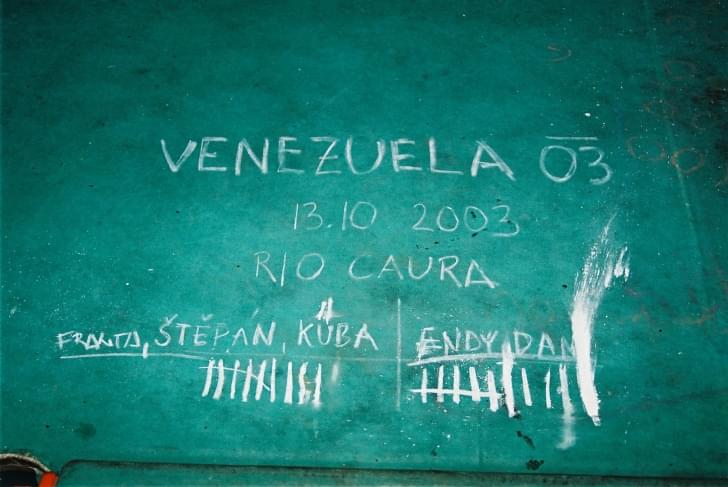 VENEZUELA 03
13.10 2003
RIO CAURA
FRANTA, ŠTĚPÁN, KUBA ENDY, DAN